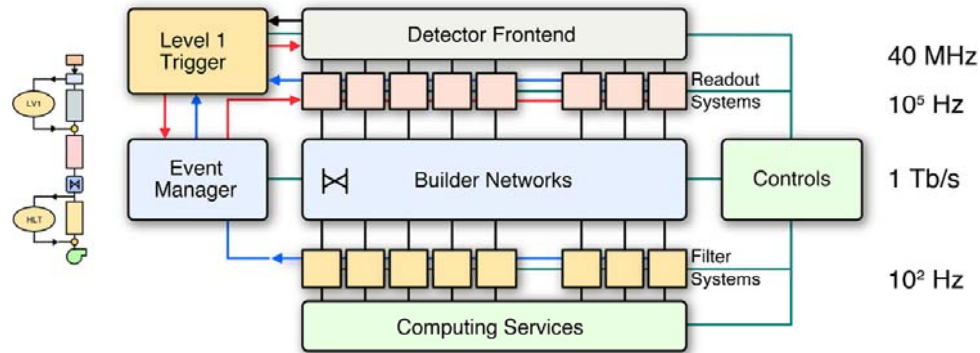 Level 1
Trigger
Detector Frontend
40 MHz
Readout
Systems
10⁵ Hz
LV1
Event
Manager
Builder Networks
Controls
1 Tb/s
HLT
Filter
Systems
10² Hz
Computing Services